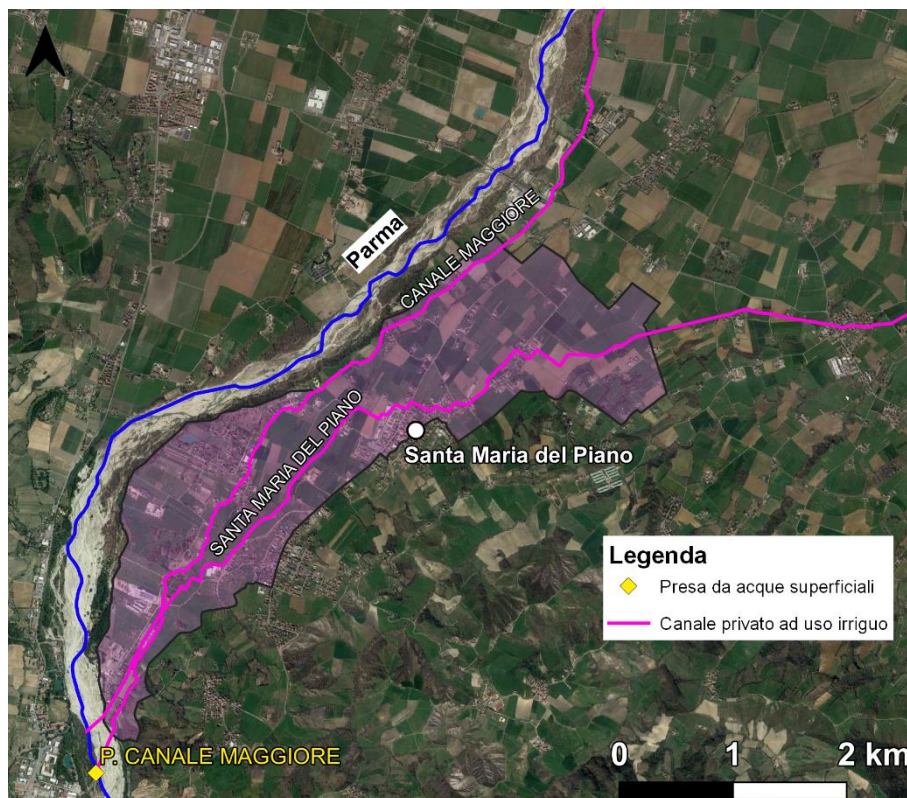 Parma
CANALE MAGGIORE
SANTA MARIA DEL PIANO
Santa Maria del Piano
Legenda
Presa da acque superficiali
Canale privato ad uso irriguo
P. CANALE MAGGIORE
0 1 2 km